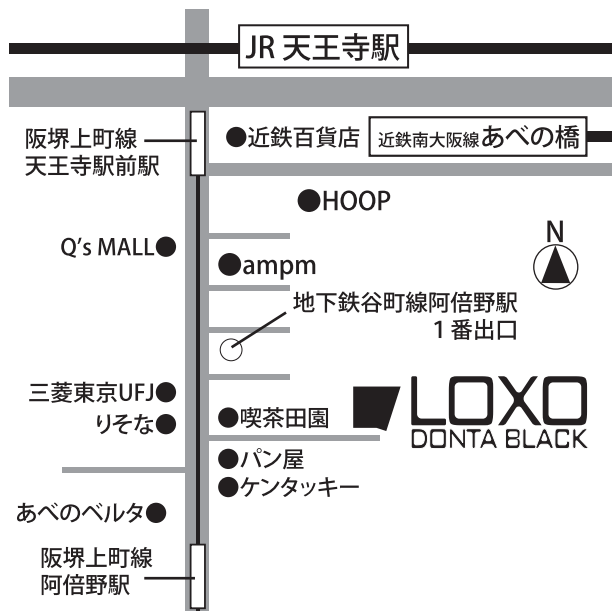 JR 天王寺駅
阪堺上町線
天王寺駅前駅
近鉄百貨店
近鉄南大阪線あべの橋
HOOP
Q's MALL
ampm
N
地下鉄谷町線阿倍野駅
1番出口
三菱東京UFJ
りそな
喫茶田園
LOXO
DONTA BLACK
パン屋
ケンタッキー
あべのベルタ
阪堺上町線
阿倍野駅